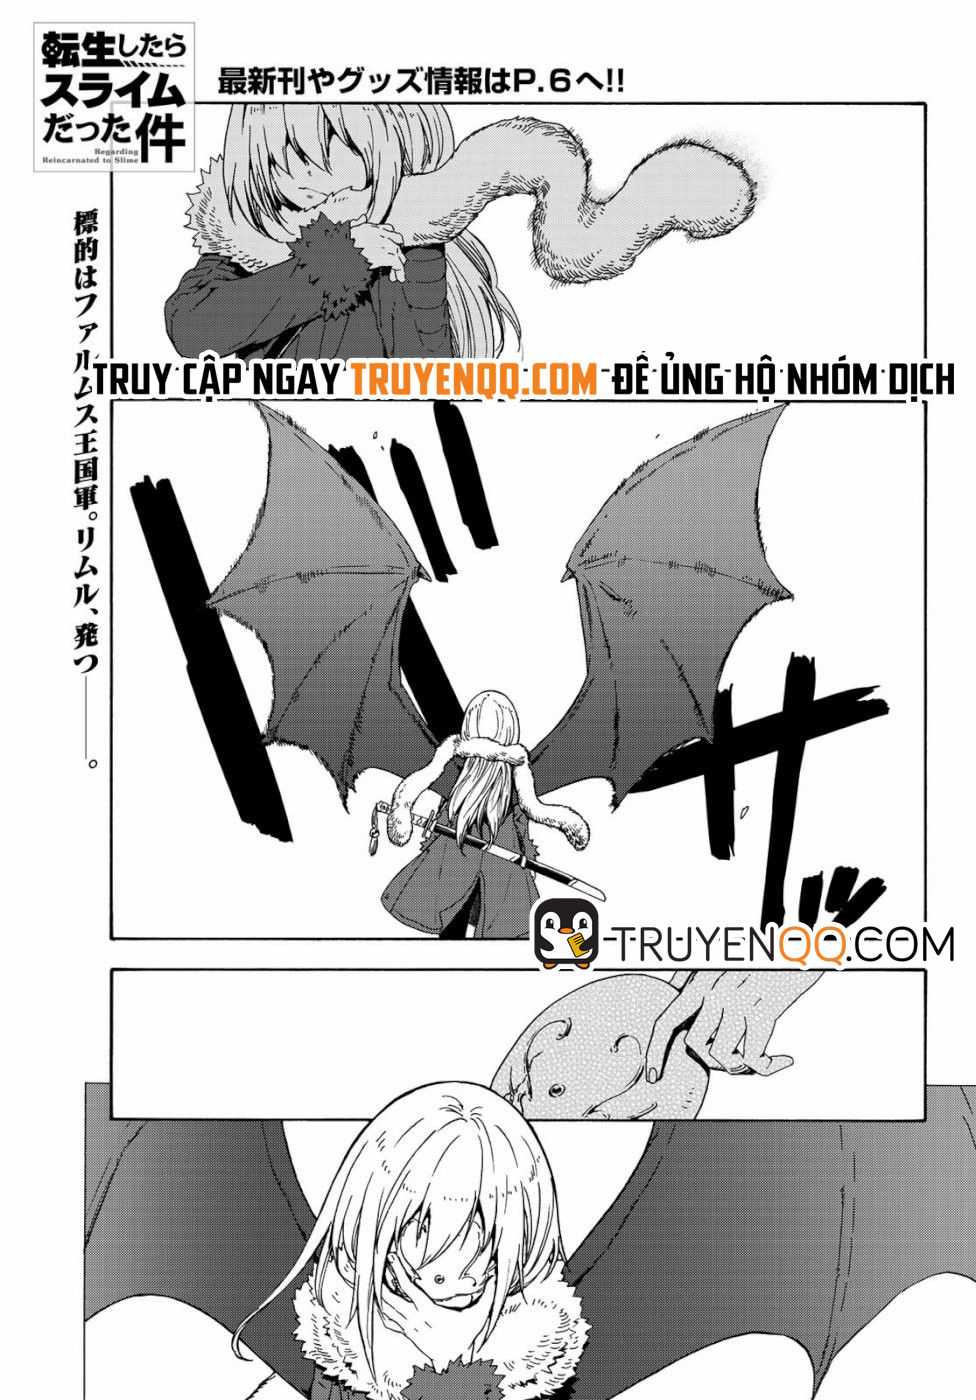 転生したら
スライム
だった件
Regarding
Reincarnated to Slime
最新刊やグッズ情報はP.6へ!!
標的はファルムス王国軍。リムル、発つ——。
TRUY CẬP NGAY TRUYENQQ.COM ĐỂ ỦNG HỘ NHÓM DỊCH
バサッ
TRUYENQQ.COM